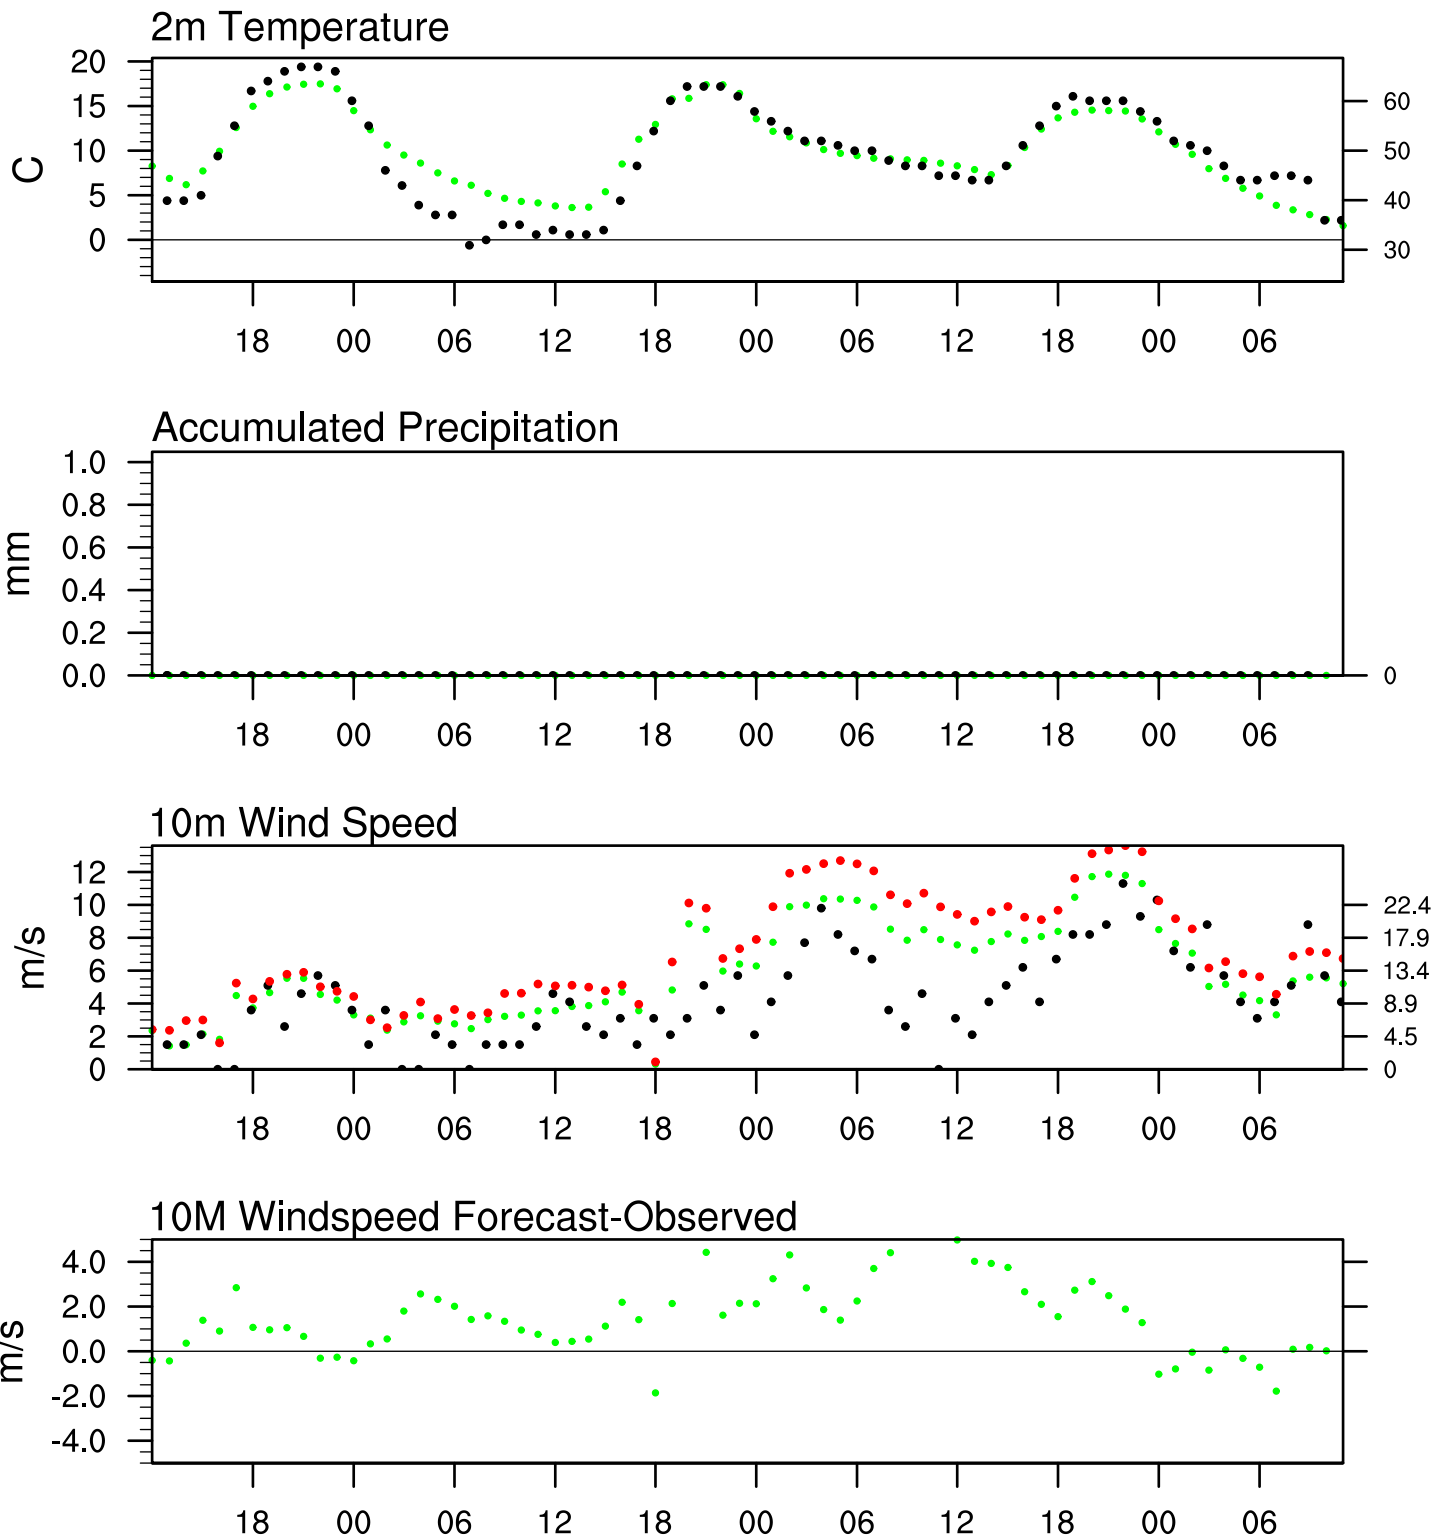 2m Temperature
20
15
10
5
0
C
60
50
40
30
18 00 06 12 18 00 06 12 18 00 06
Accumulated Precipitation
1.0
0.8
0.6
0.4
0.2
0.0
mm
0
18 00 06 12 18 00 06 12 18 00 06
10m Wind Speed
12
10
8
6
4
2
0
m/s
22.4
17.9
13.4
8.9
4.5
0
18 00 06 12 18 00 06 12 18 00 06
10M Windspeed Forecast-Observed
4.0
2.0
0.0
-2.0
-4.0
m/s
18 00 06 12 18 00 06 12 18 00 06